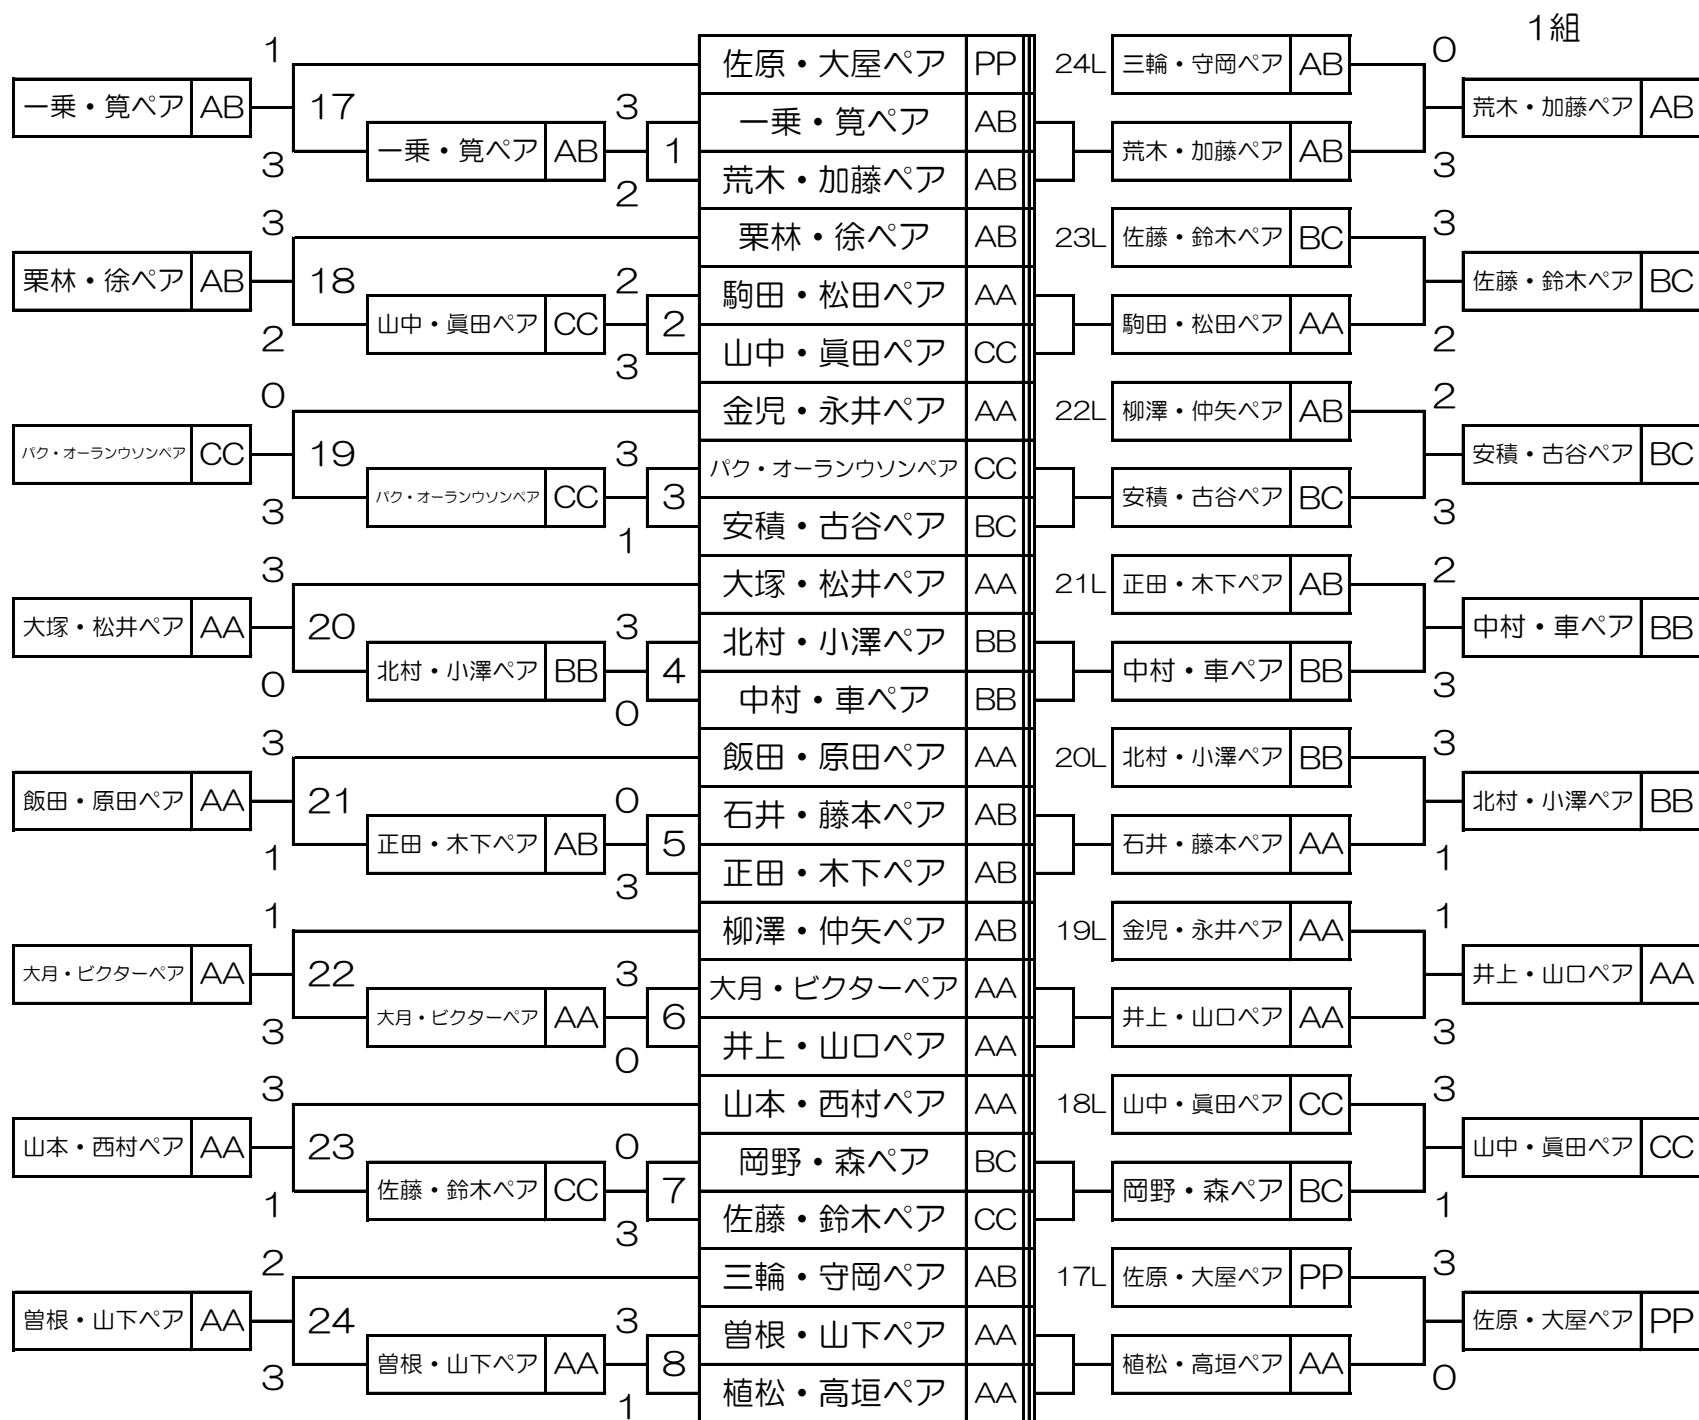 1組
1
佐原・大屋ペア PP
24L 三輪・守岡ペア AB
0
一乗・筧ペア AB
17
3
一乗・筧ペア AB
荒木・加藤ペア AB
一乗・筧ペア AB
1
荒木・加藤ペア AB
3
2
荒木・加藤ペア AB
3
3
栗林・徐ペア AB
23L 佐藤・鈴木ペア BC
3
栗林・徐ペア AB
18
2
駒田・松田ペア AA
佐藤・鈴木ペア BC
山中・眞田ペア CC
2
駒田・松田ペア AA
2
3
山中・眞田ペア CC
2
0
金児・永井ペア AA
22L 柳澤・仲矢ペア AB
2
パク・オーランウソンペア CC
19
3
パク・オーランウソンペア CC
安積・古谷ペア BC
パク・オーランウソンペア CC
3
安積・古谷ペア BC
3
1
安積・古谷ペア BC
3
3
大塚・松井ペア AA
21L 正田・木下ペア AB
2
大塚・松井ペア AA
20
3
北村・小澤ペア BB
中村・車ペア BB
北村・小澤ペア BB
4
中村・車ペア BB
0
0
中村・車ペア BB
3
3
飯田・原田ペア AA
20L 北村・小澤ペア BB
3
飯田・原田ペア AA
21
0
石井・藤本ペア AB
北村・小澤ペア BB
正田・木下ペア AB
5
石井・藤本ペア AA
1
3
正田・木下ペア AB
1
1
柳澤・仲矢ペア AB
19L 金児・永井ペア AA
1
大月・ビクターペア AA
22
3
大月・ビクターペア AA
井上・山口ペア AA
大月・ビクターペア AA
6
井上・山口ペア AA
3
0
井上・山口ペア AA
3
3
山本・西村ペア AA
18L 山中・眞田ペア CC
3
山本・西村ペア AA
23
0
岡野・森ペア BC
山中・眞田ペア CC
佐藤・鈴木ペア CC
7
岡野・森ペア BC
1
3
佐藤・鈴木ペア CC
1
2
三輪・守岡ペア AB
17L 佐原・大屋ペア PP
3
曽根・山下ペア AA
24
3
曽根・山下ペア AA
佐原・大屋ペア PP
曽根・山下ペア AA
8
植松・高垣ペア AA
3
1
植松・高垣ペア AA
0